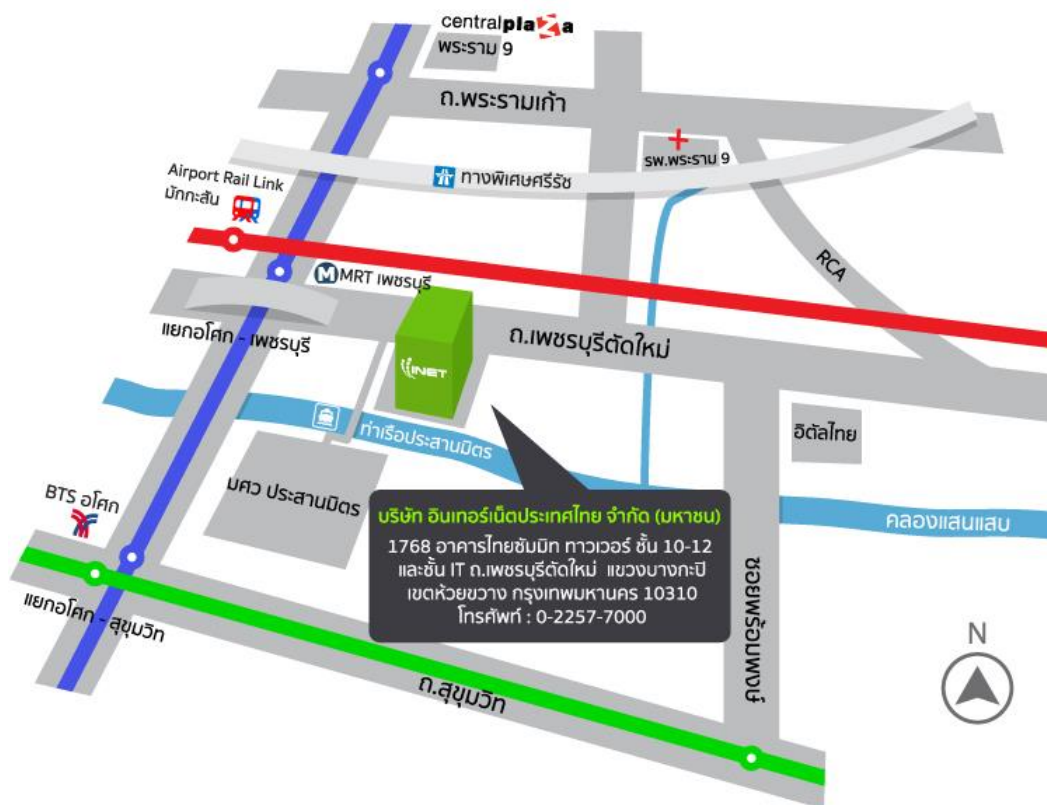 centralplaza
พระราม 9
ถ.พระรามเก้า
รพ.พระราม 9
ทางพิเศษศรีรัช
Airport Rail Link
มักกะสัน
RCA
M MRT เพชรบุรี
แยกอโศก - เพชรบุรี
ถ.เพชรบุรีตัดใหม่
INET
ท่าเรือประสานมิตร
อิตัลไทย
มศว ประสานมิตร
BTS อโศก
คลองแสนแสบ
บริษัท อินเทอร์เน็ตประเทศไทย จำกัด (มหาชน)
1768 อาคารไทยซัมมิท ทาวเวอร์ ชั้น 10-12
และชั้น IT ถ.เพชรบุรีตัดใหม่ แขวงบางกะปิ
เขตห้วยขวาง กรุงเทพมหานคร 10310
โทรศัพท์ : 0-2257-7000
ซอยพร้อมพงษ์
แยกอโศก - สุขุมวิท
ถ.สุขุมวิท
N